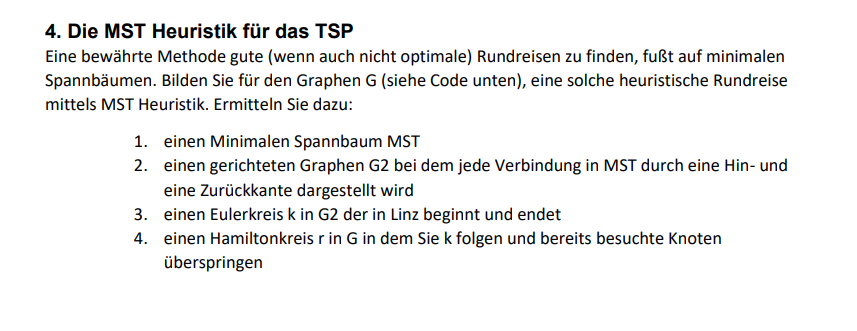 4. Die MST Heuristik für das TSP
Eine bewährte Methode gute (wenn auch nicht optimale) Rundreisen zu finden, fußt auf minimalen
Spannbäumen. Bilden Sie für den Graphen G (siehe Code unten), eine solche heuristische Rundreise
mittels MST Heuristik. Ermitteln Sie dazu:
1. einen Minimalen Spannbaum MST
2. einen gerichteten Graphen G2 bei dem jede Verbindung in MST durch eine Hin- und
eine Zurückkante dargestellt wird
3. einen Eulerkreis k in G2 der in Linz beginnt und endet
4. einen Hamiltonkreis r in G in dem Sie k folgen und bereits besuchte Knoten
überspringen